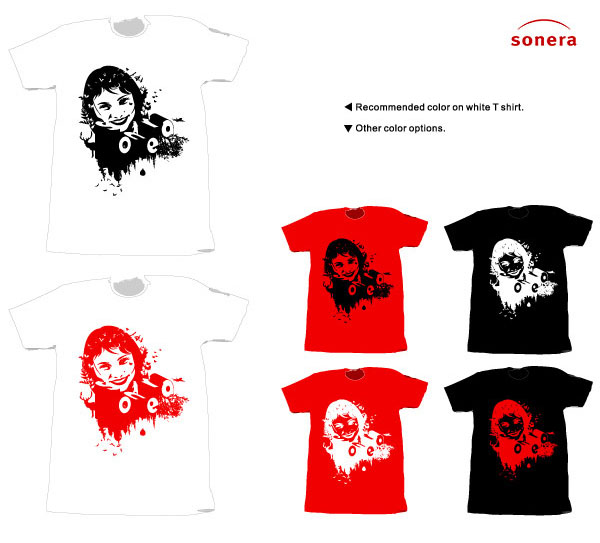 sonera
Recommended color on white T shirt.
Other color options.
o e o
o e o
o e o
o e o
o e o
o e o